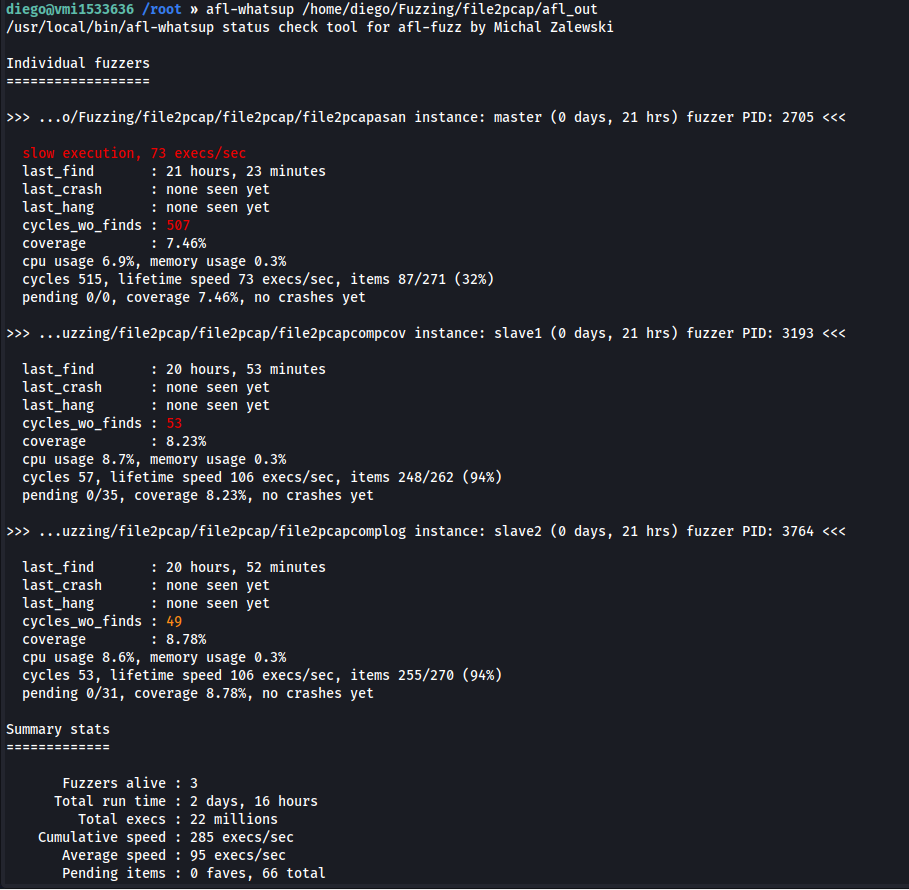 diego@vmi1533636 /root » afl-whatsup /home/diego/Fuzzing/file2pcap/afl_out
/usr/local/bin/afl-whatsup status check tool for afl-fuzz by Michal Zalewski
Individual fuzzers
==================
>>> ...o/Fuzzing/file2pcap/file2pcap/file2pcapasan instance: master (0 days, 21 hrs) fuzzer PID: 2705 <<<
slow execution, 73 execs/sec
last_find       : 21 hours, 23 minutes
last_crash      : none seen yet
last_hang       : none seen yet
cycles_wo_finds : 507
coverage        : 7.46%
cpu usage 6.9%, memory usage 0.3%
cycles 515, lifetime speed 73 execs/sec, items 87/271 (32%)
pending 0/0, coverage 7.46%, no crashes yet
>>> ...uzzing/file2pcap/file2pcap/file2pcapcompcov instance: slave1 (0 days, 21 hrs) fuzzer PID: 3193 <<<
last_find       : 20 hours, 53 minutes
last_crash      : none seen yet
last_hang       : none seen yet
cycles_wo_finds : 53
coverage        : 8.23%
cpu usage 8.7%, memory usage 0.3%
cycles 57, lifetime speed 106 execs/sec, items 248/262 (94%)
pending 0/35, coverage 8.23%, no crashes yet
>>> ...uzzing/file2pcap/file2pcap/file2pcapcomplog instance: slave2 (0 days, 21 hrs) fuzzer PID: 3764 <<<
last_find       : 20 hours, 52 minutes
last_crash      : none seen yet
last_hang       : none seen yet
cycles_wo_finds : 49
coverage        : 8.78%
cpu usage 8.6%, memory usage 0.3%
cycles 53, lifetime speed 106 execs/sec, items 255/270 (94%)
pending 0/31, coverage 8.78%, no crashes yet
Summary stats
=============
Fuzzers alive : 3
Total run time : 2 days, 16 hours
Total execs : 22 millions
Cumulative speed : 285 execs/sec
Average speed : 95 execs/sec
Pending items : 0 faves, 66 total